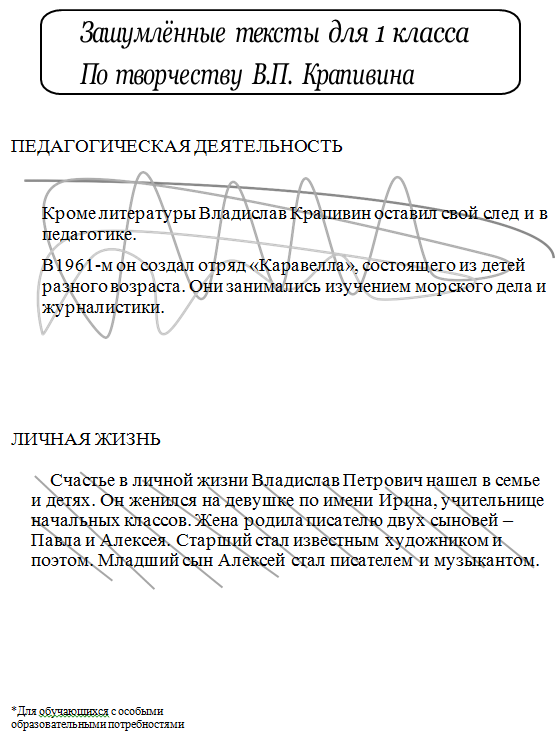 Зашумлённые тексты для 1 класса
По творчеству В.П. Крапивина
ПЕДАГОГИЧЕСКАЯ ДЕЯТЕЛЬНОСТЬ
Кроме литературы Владислав Крапивин оставил свой след и в
педагогике.
В 1961-м он создал отряд «Каравелла», состоящего из детей
разного возраста. Они занимались изучением морского дела и
журналистики.
ЛИЧНАЯ ЖИЗНЬ
Счастье в личной жизни Владислав Петрович нашел в семье
и детях. Он женился на девушке по имени Ирина, учительнице
начальных классов. Жена родила писателю двух сыновей –
Павла и Алексея. Старший стал известным художником и
поэтом. Младший сын Алексей стал писателем и музыкантом.
*Для обучающихся с особыми
образовательными потребностями